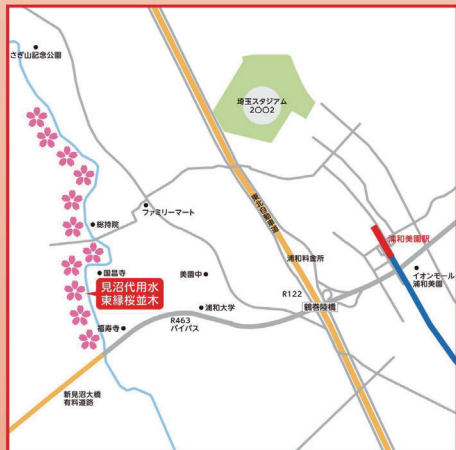 さぎ山記念公園
埼玉スタジアム
2002
ファミリーマート
東北自動車道
総持院
浦和美園駅
国昌寺
美園中
浦和料金所
イオンモール
浦和美園
見沼代用水
東縁桜並木
浦和大学
R122
鶴巻陸橋
福寿寺
R463
バイパス
新見沼大橋
有料道路